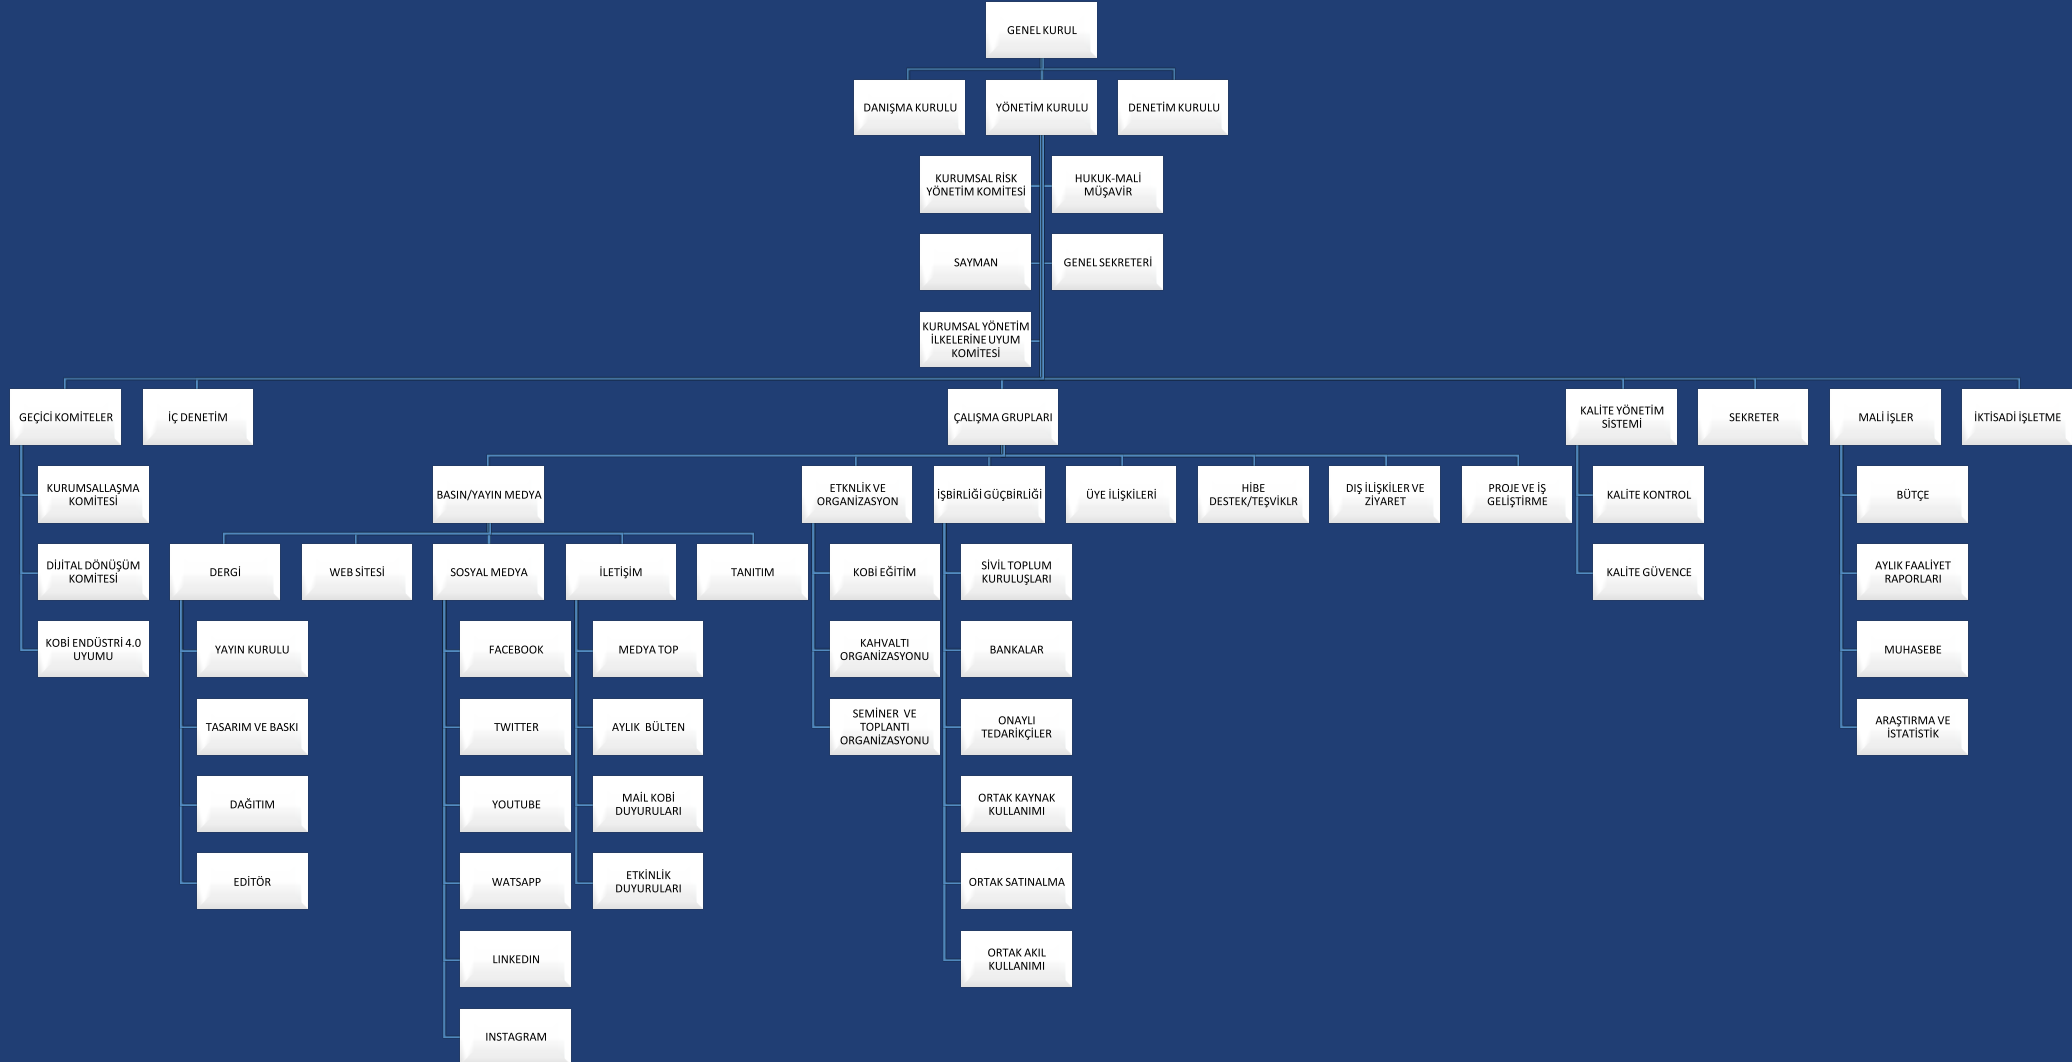 GENEL KURUL
DANIŞMA KURULU
YÖNETİM KURULU
DENETİM KURULU
KURUMSAL RİSK
YÖNETİM KOMİTESİ
HUKUK-MALİ
MÜŞAVİR
SAYMAN
GENEL SEKRETERİ
KURUMSAL YÖNETİM
İLKELERİNE UYUM
KOMİTESİ
GEÇİCİ KOMİTELER
İÇ DENETİM
ÇALIŞMA GRUPLARI
KALİTE YÖNETİM
SİSTEMİ
SEKRETER
MALİ İŞLER
İKTİSADİ İŞLETME
KURUMSALLAŞMA
KOMİTESİ
DİJİTAL DÖNÜŞÜM
KOMİTESİ
KOBİ ENDÜSTRİ 4.0
UYUMU
BASIN/YAYIN MEDYA
ETKNLİK VE
ORGANİZASYON
İŞBİRLİĞİ GÜÇBİRLİĞİ
ÜYE İLİŞKİLERİ
HİBE
DESTEK/TEŞVİKLR
DIŞ İLİŞKİLER VE
ZİYARET
PROJE VE İŞ
GELİŞTİRME
KALİTE KONTROL
KALİTE GÜVENCE
BÜTÇE
AYLIK FAALİYET
RAPORLARI
MUHASEBE
ARAŞTIRMA VE
İSTATİSTİK
DERGİ
WEB SİTESİ
SOSYAL MEDYA
İLETİŞİM
TANITIM
YAYIN KURULU
TASARIM VE BASKI
DAĞITIM
EDİTÖR
FACEBOOK
TWITTER
YOUTUBE
WATSAPP
LINKEDIN
INSTAGRAM
MEDYA TOP
AYLIK  BÜLTEN
MAİL KOBİ
DUYURULARI
ETKİNLİK
DUYURULARI
KOBİ EĞİTİM
KAHVALTI
ORGANİZASYONU
SEMİNER  VE
TOPLANTI
ORGANİZASYONU
SİVİL TOPLUM
KURULUŞLARI
BANKALAR
ONAYLI
TEDARİKÇİLER
ORTAK KAYNAK
KULLANIMI
ORTAK SATINALMA
ORTAK AKIL
KULLANIMI